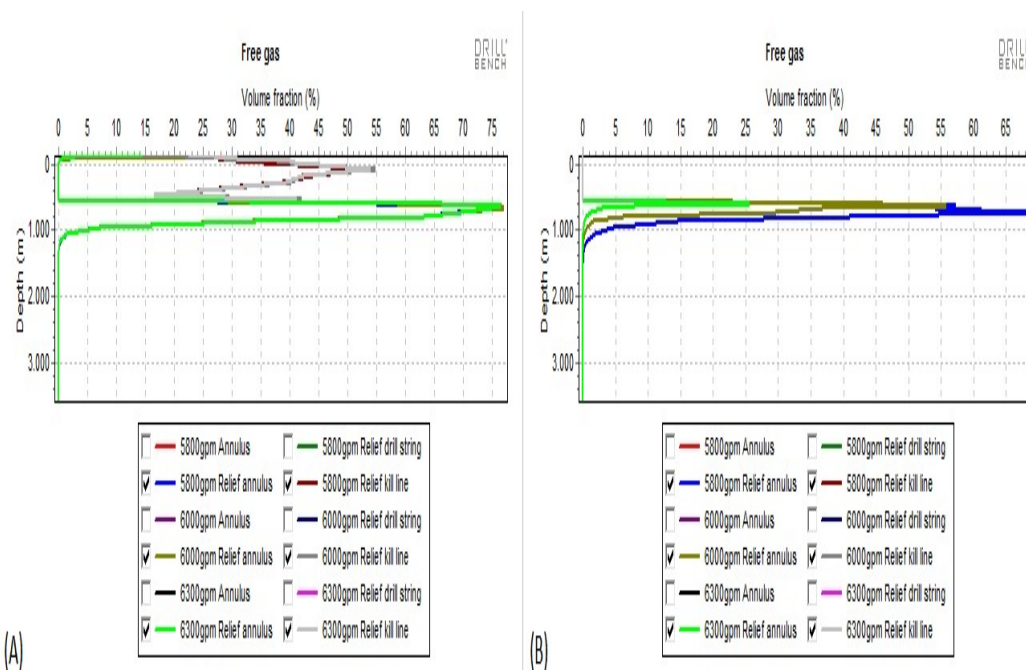 Free gas
DRILL
BENCH
Volume fraction (%)
0 5 10 15 20 25 30 35 40 45 50 55 60 65 70 75
0
1.000
2.000
3.000
Depth (m)
5800gpm Annulus 5800gpm Relief drill string
5800gpm Relief annulus 5800gpm Relief kill line
6000gpm Annulus 6000gpm Relief drill string
6000gpm Relief annulus 6000gpm Relief kill line
6300gpm Annulus 6300gpm Relief drill string
6300gpm Relief annulus 6300gpm Relief kill line
(A)
Free gas
DRILL
BENCH
Volume fraction (%)
0 5 10 15 20 25 30 35 40 45 50 55 60 65
0
1.000
2.000
3.000
Depth (m)
5800gpm Annulus 5800gpm Relief drill string
5800gpm Relief annulus 5800gpm Relief kill line
6000gpm Annulus 6000gpm Relief drill string
6000gpm Relief annulus 6000gpm Relief kill line
6300gpm Annulus 6300gpm Relief drill string
6300gpm Relief annulus 6300gpm Relief kill line
(B)